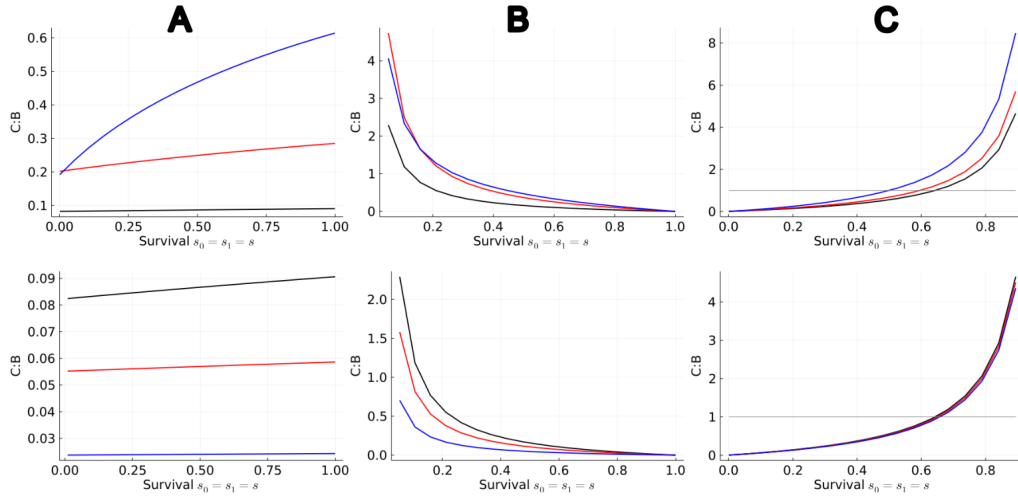 A B C
0.6
0.5
0.4
0.3
0.2
0.1
C:B
0.00 0.25 0.50 0.75 1.00
Survival s₀ = s₁ = s
4
3
2
1
0
C:B
0.2 0.4 0.6 0.8 1.0
Survival s₀ = s₁ = s
8
6
4
2
0
C:B
0.0 0.2 0.4 0.6 0.8
Survival s₀ = s₁ = s
0.09
0.08
0.07
0.06
0.05
0.04
0.03
C:B
0.00 0.25 0.50 0.75 1.00
Survival s₀ = s₁ = s
2.0
1.5
1.0
0.5
0.0
C:B
0.2 0.4 0.6 0.8 1.0
Survival s₀ = s₁ = s
4
3
2
1
0
C:B
0.0 0.2 0.4 0.6 0.8
Survival s₀ = s₁ = s